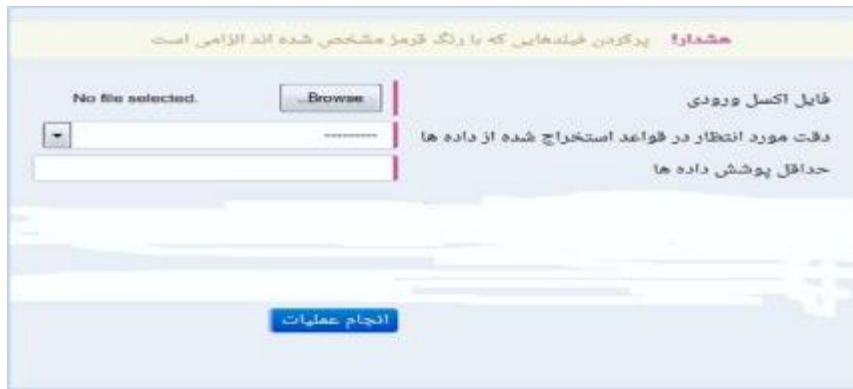 هشدار! پرکردن فیلدهایی که با رنگ قرمز مشخص شده اند الزامی است
فایل اکسل ورودی Browse... No file selected.
دقت مورد انتظار در قواعد استخراج شده از داده ها ---------
حداقل پوشش داده ها
انجام عملیات